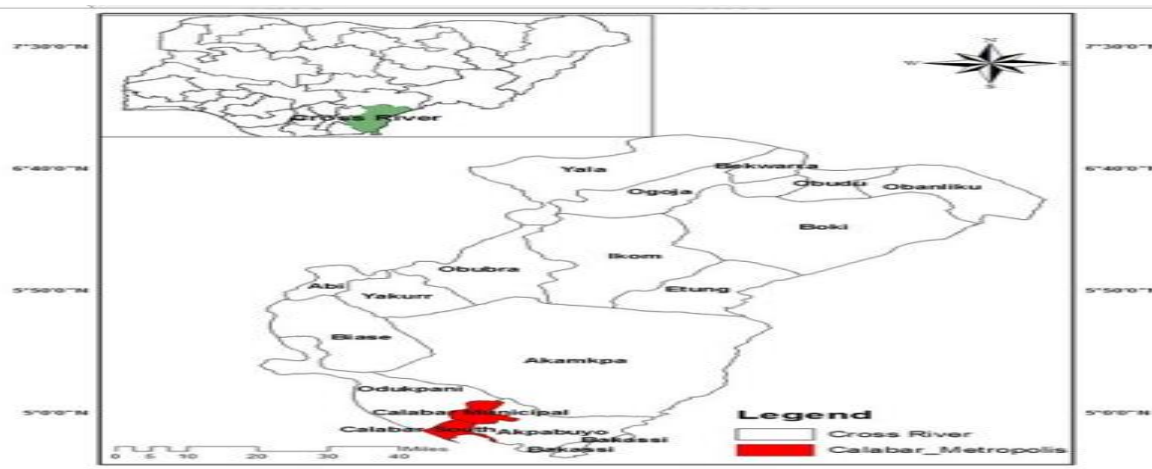 7°30'0"N
7°30'0"N
N
W
E
S
Cross River
6°40'0"N
6°40'0"N
Yala
Bekwarra
Ogoja
Obudu
Obanliku
Boki
Ikom
Obubra
5°50'0"N
5°50'0"N
Abi
Yakurr
Etung
Biase
Akamkpa
Odukpani
5°0'0"N
5°0'0"N
Calabar Municipal
Legend
Calabar South
Akpabuyo
Cross River
Bakassi
Bakassi
Calabar_Metropolis
Miles
0 5 10 20 30 40